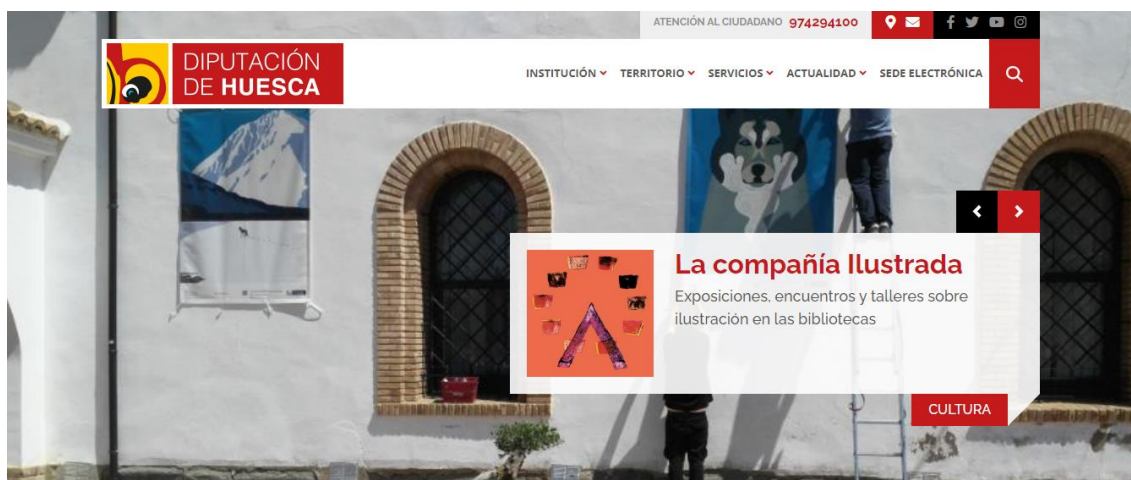 ATENCIÓN AL CIUDADANO 974294100
DIPUTACIÓN
DE HUESCA
INSTITUCIÓN TERRITORIO SERVICIOS ACTUALIDAD SEDE ELECTRÓNICA
La compañía Ilustrada
Exposiciones, encuentros y talleres sobre
ilustración en las bibliotecas
CULTURA